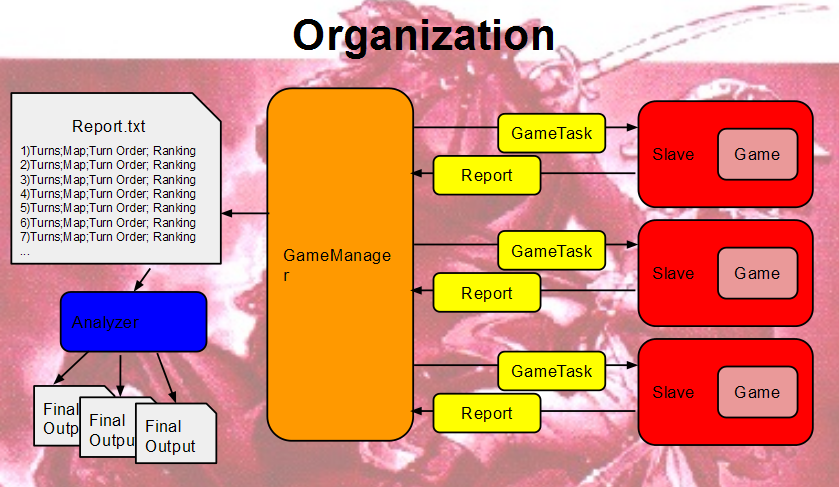 Organization
Report.txt
1)Turns;Map;Turn Order; Ranking
2)Turns;Map;Turn Order; Ranking
3)Turns;Map;Turn Order; Ranking
4)Turns;Map;Turn Order; Ranking
5)Turns;Map;Turn Order; Ranking
6)Turns;Map;Turn Order; Ranking
7)Turns;Map;Turn Order; Ranking
...
Analyzer
Final
Outp
Final
Outpu
Final
Output
GameManage
r
GameTask
Report
Slave
Game
GameTask
Report
Slave
Game
GameTask
Report
Slave
Game